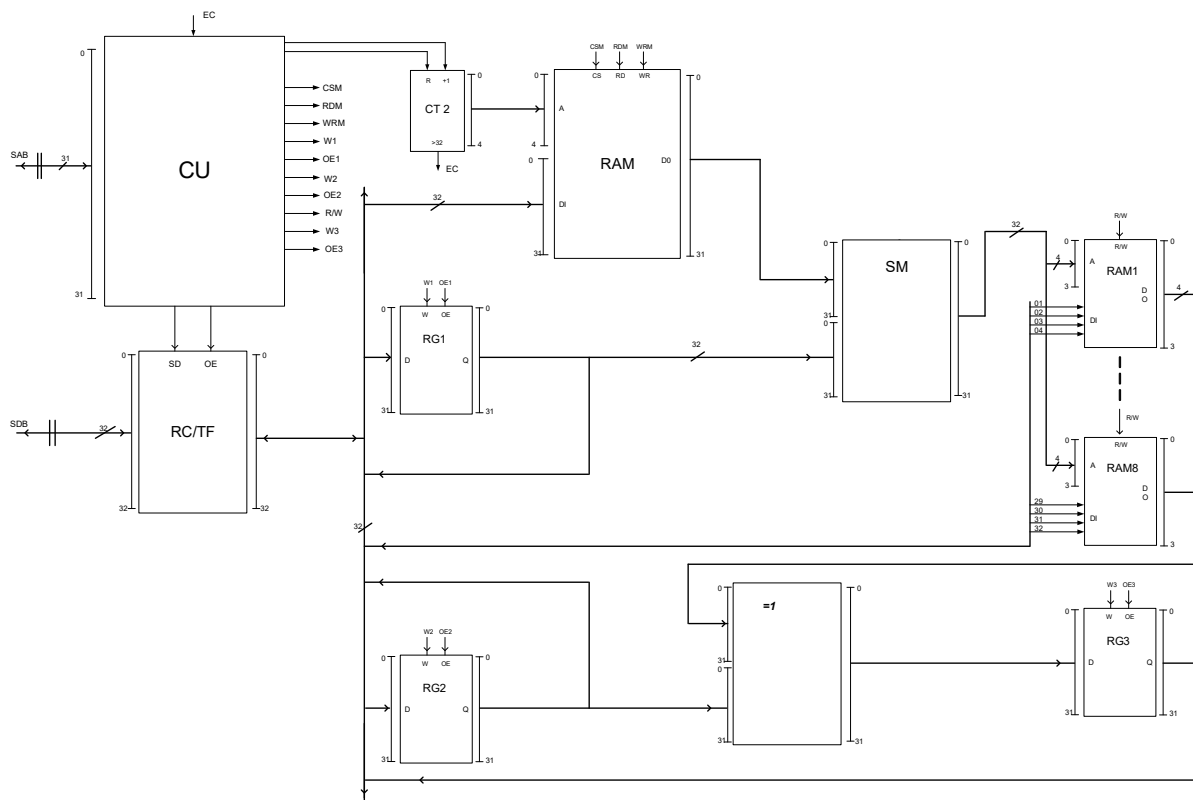 EC
0
CU
31
SAB
31
CSM
RDM
WRM
W1
OE1
W2
OE2
R/W
W3
OE3
R +1
CT 2
>32
0
4
EC
CSM RDM WRM
CS RD WR
0
A
4
0
DI
31
RAM
D0
0
31
32
SD OE
0
RC/TF
32
0
32
SDB
32
W1 OE1
W OE
0
RG1
D Q
31
0
31
32
0
31
0
31
SM
0
31
32
R/W
R/W
4
0
A
3
RAM1
D
O
0
3
4
01
02
03
04
DI
R/W
R/W
4
0
A
3
RAM8
D
O
0
3
29
30
31
32
DI
32
W2 OE2
W OE
0
RG2
D Q
31
0
31
0
31
0
31
=1
0
31
W3 OE3
W OE
0
RG3
D Q
31
0
31